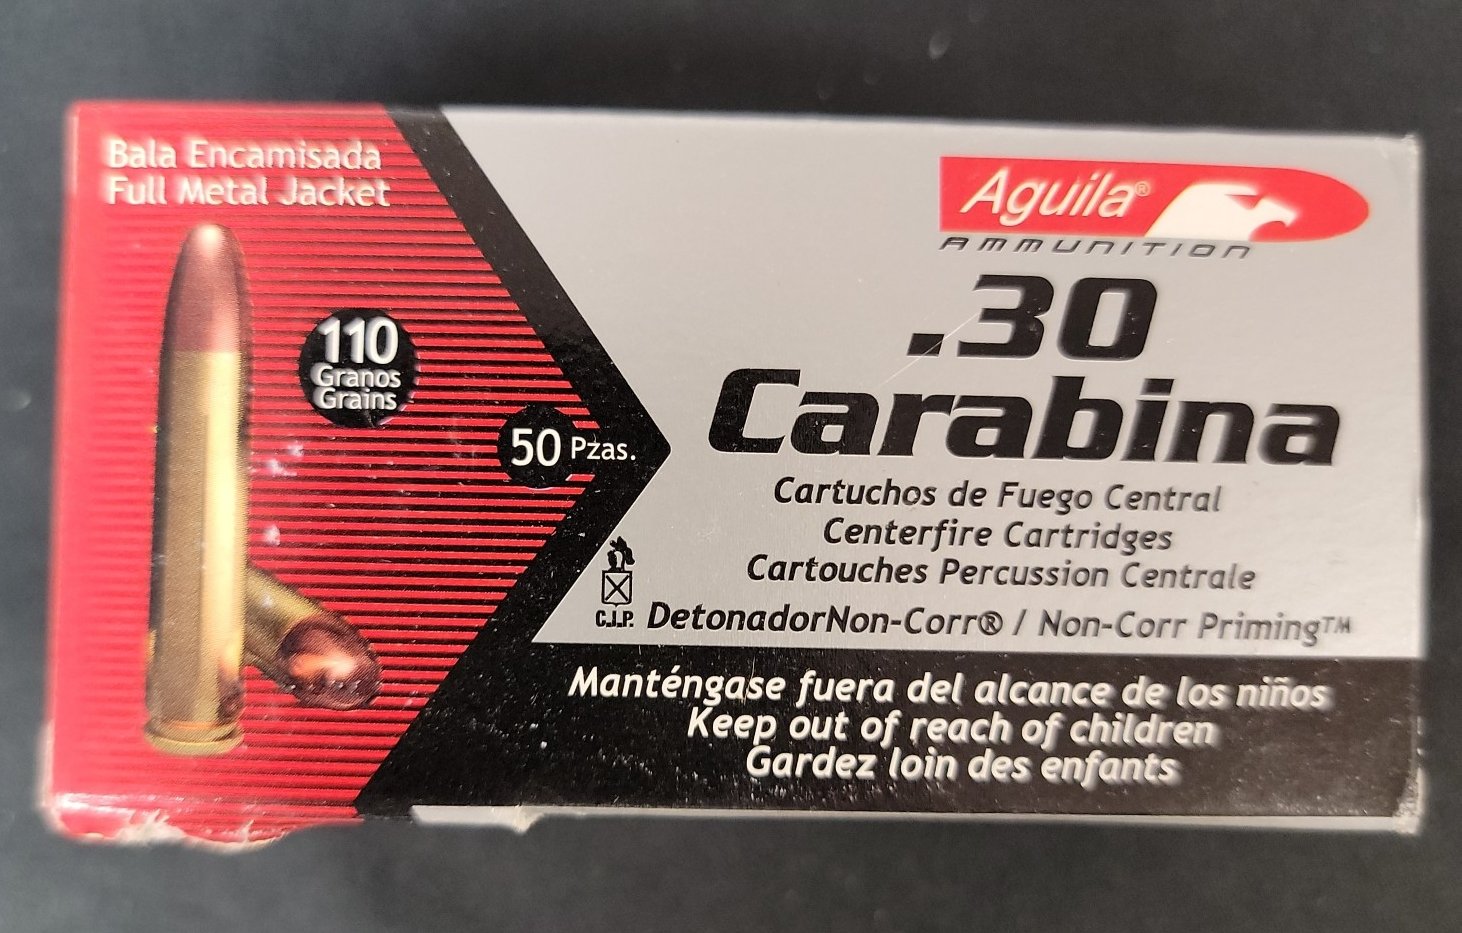 Bala Encamisada
Full Metal Jacket
110
Granos
Grains
50 Pzas.
Aguila®
AMMUNITION
.30
Carabina
Cartuchos de Fuego Central
Centerfire Cartridges
Cartouches Percussion Centrale
C.I.P.
DetonadorNon-Corr® / Non-Corr Priming™
Manténgase fuera del alcance de los niños
Keep out of reach of children
Gardez loin des enfants